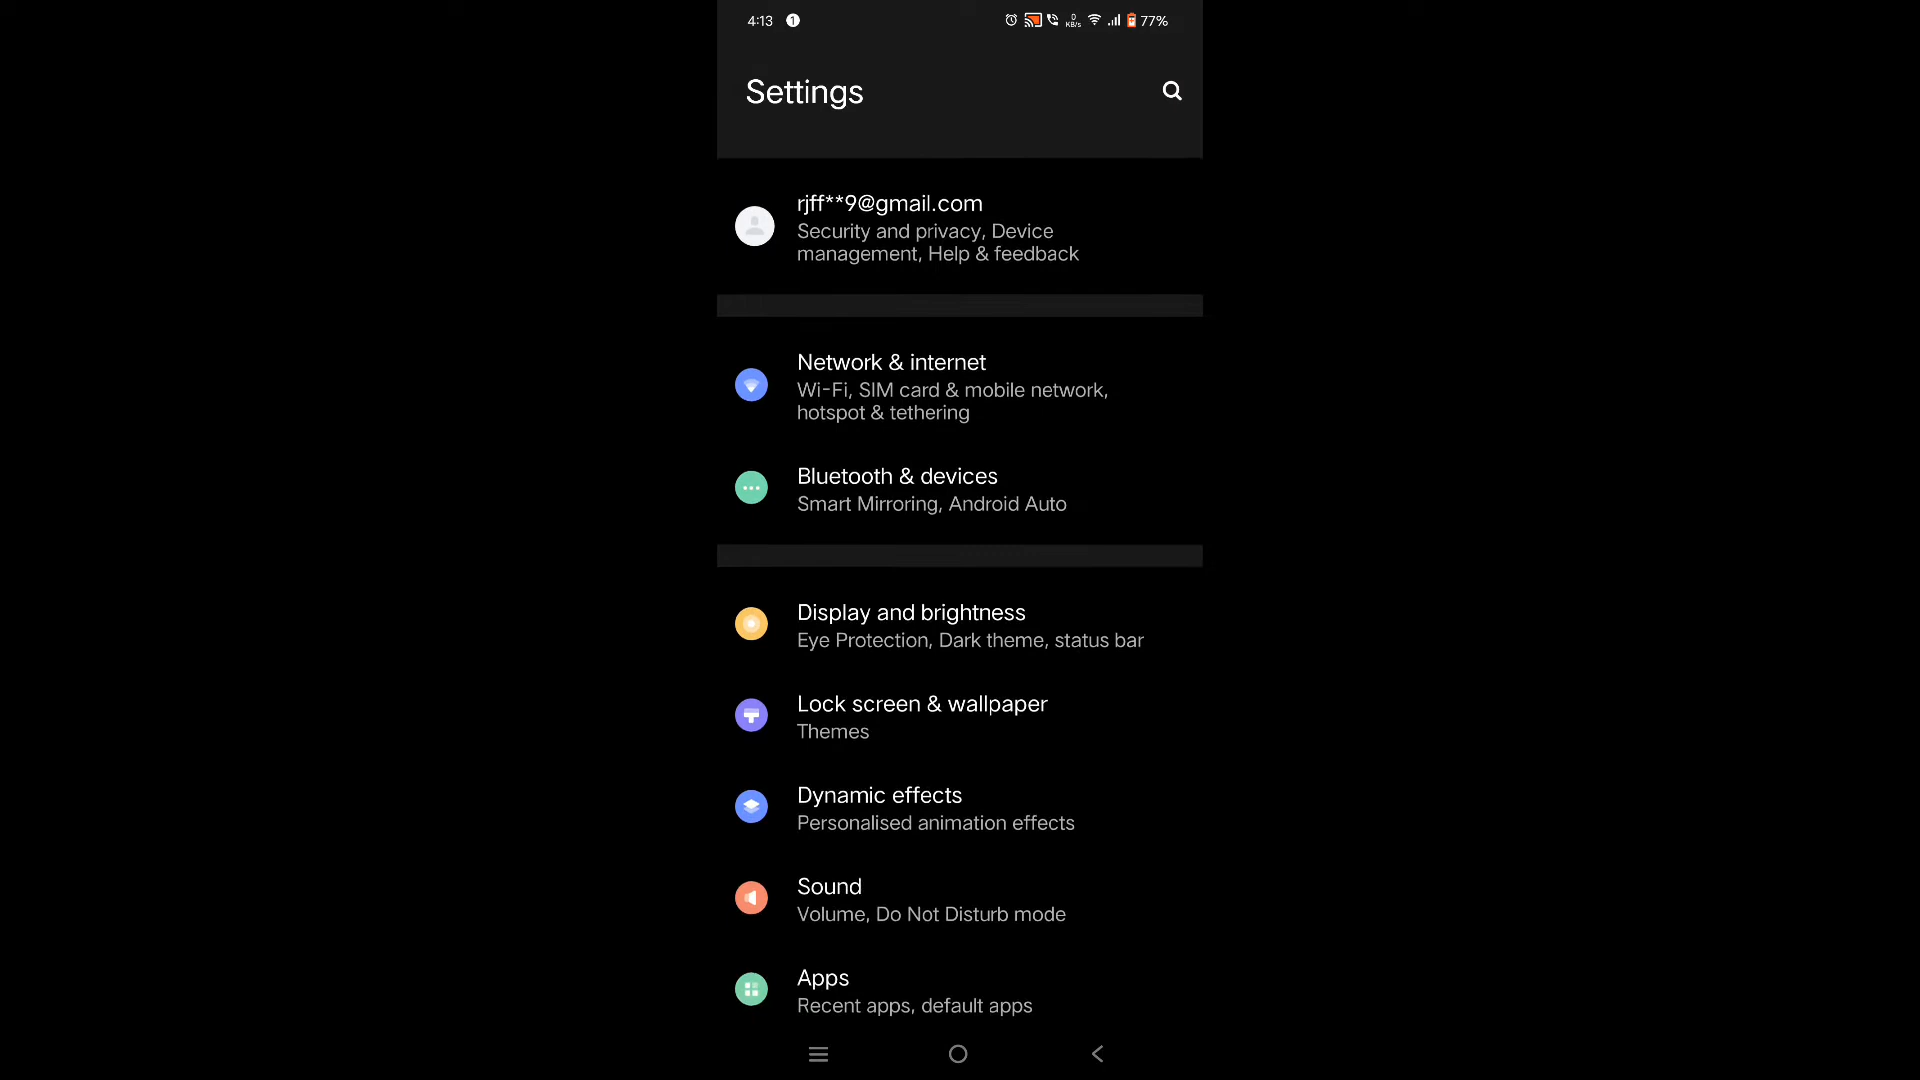 4:13 1 0 KB/s 77%
Settings
rjff**9@gmail.com
Security and privacy, Device
management, Help & feedback
Network & internet
Wi-Fi, SIM card & mobile network,
hotspot & tethering
Bluetooth & devices
Smart Mirroring, Android Auto
Display and brightness
Eye Protection, Dark theme, status bar
Lock screen & wallpaper
Themes
Dynamic effects
Personalised animation effects
Sound
Volume, Do Not Disturb mode
Apps
Recent apps, default apps